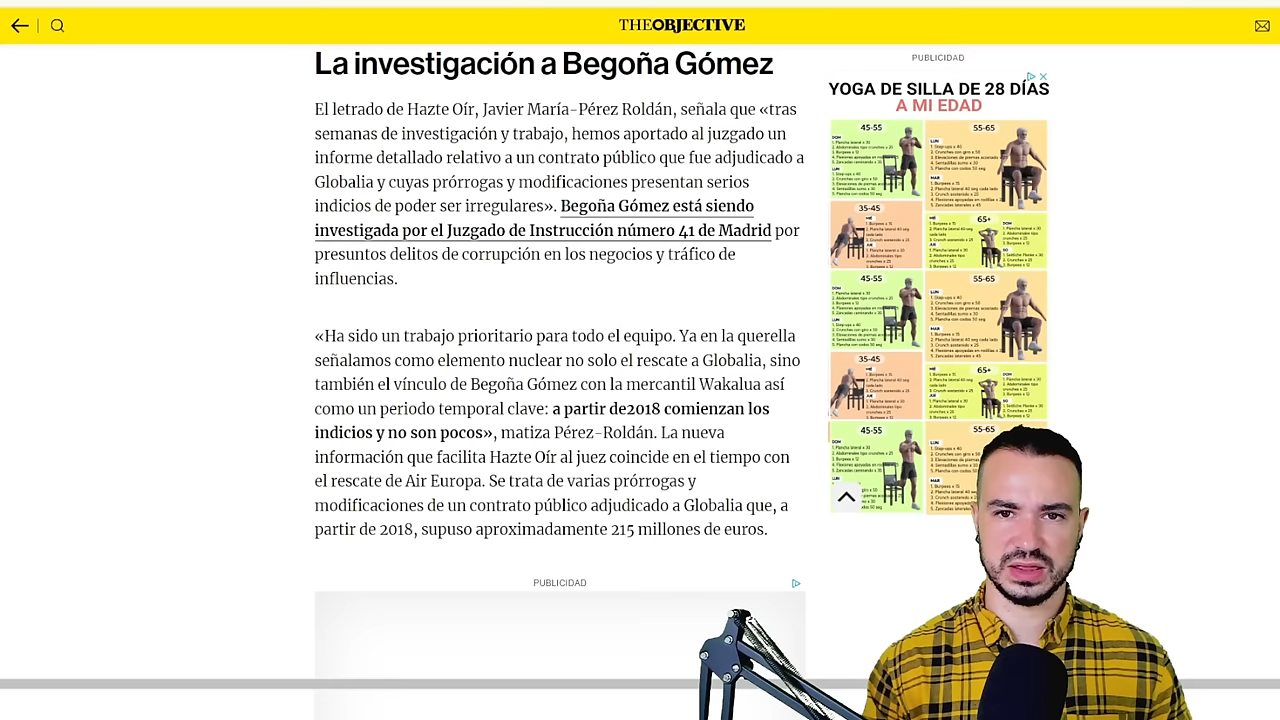 THEOBJECTIVE
La investigación a Begoña Gómez
El letrado de Hazte Oír, Javier María-Pérez Roldán, señala que «tras
semanas de investigación y trabajo, hemos aportado al juzgado un
informe detallado relativo a un contrato público que fue adjudicado a
Globalia y cuyas prórrogas y modificaciones presentan serios
indicios de poder ser irregulares». Begoña Gómez está siendo
investigada por el Juzgado de Instrucción número 41 de Madrid por
presuntos delitos de corrupción en los negocios y tráfico de
influencias.
«Ha sido un trabajo prioritario para todo el equipo. Ya en la querella
señalamos como elemento nuclear no solo el rescate a Globalia, sino
también el vínculo de Begoña Gómez con la mercantil Wakalua así
como un periodo temporal clave: a partir de2018 comienzan los
indicios y no son pocos», matiza Pérez-Roldán. La nueva
información que facilita Hazte Oír al juez coincide en el tiempo con
el rescate de Air Europa. Se trata de varias prórrogas y
modificaciones de un contrato público adjudicado a Globalia que, a
partir de 2018, supuso aproximadamente 215 millones de euros.
PUBLICIDAD
PUBLICIDAD
YOGA DE SILLA DE 28 DÍAS
A MI EDAD
45-55
55-65
35-45
65+
45-55
55-65
35-45
65+
45-55
55-65